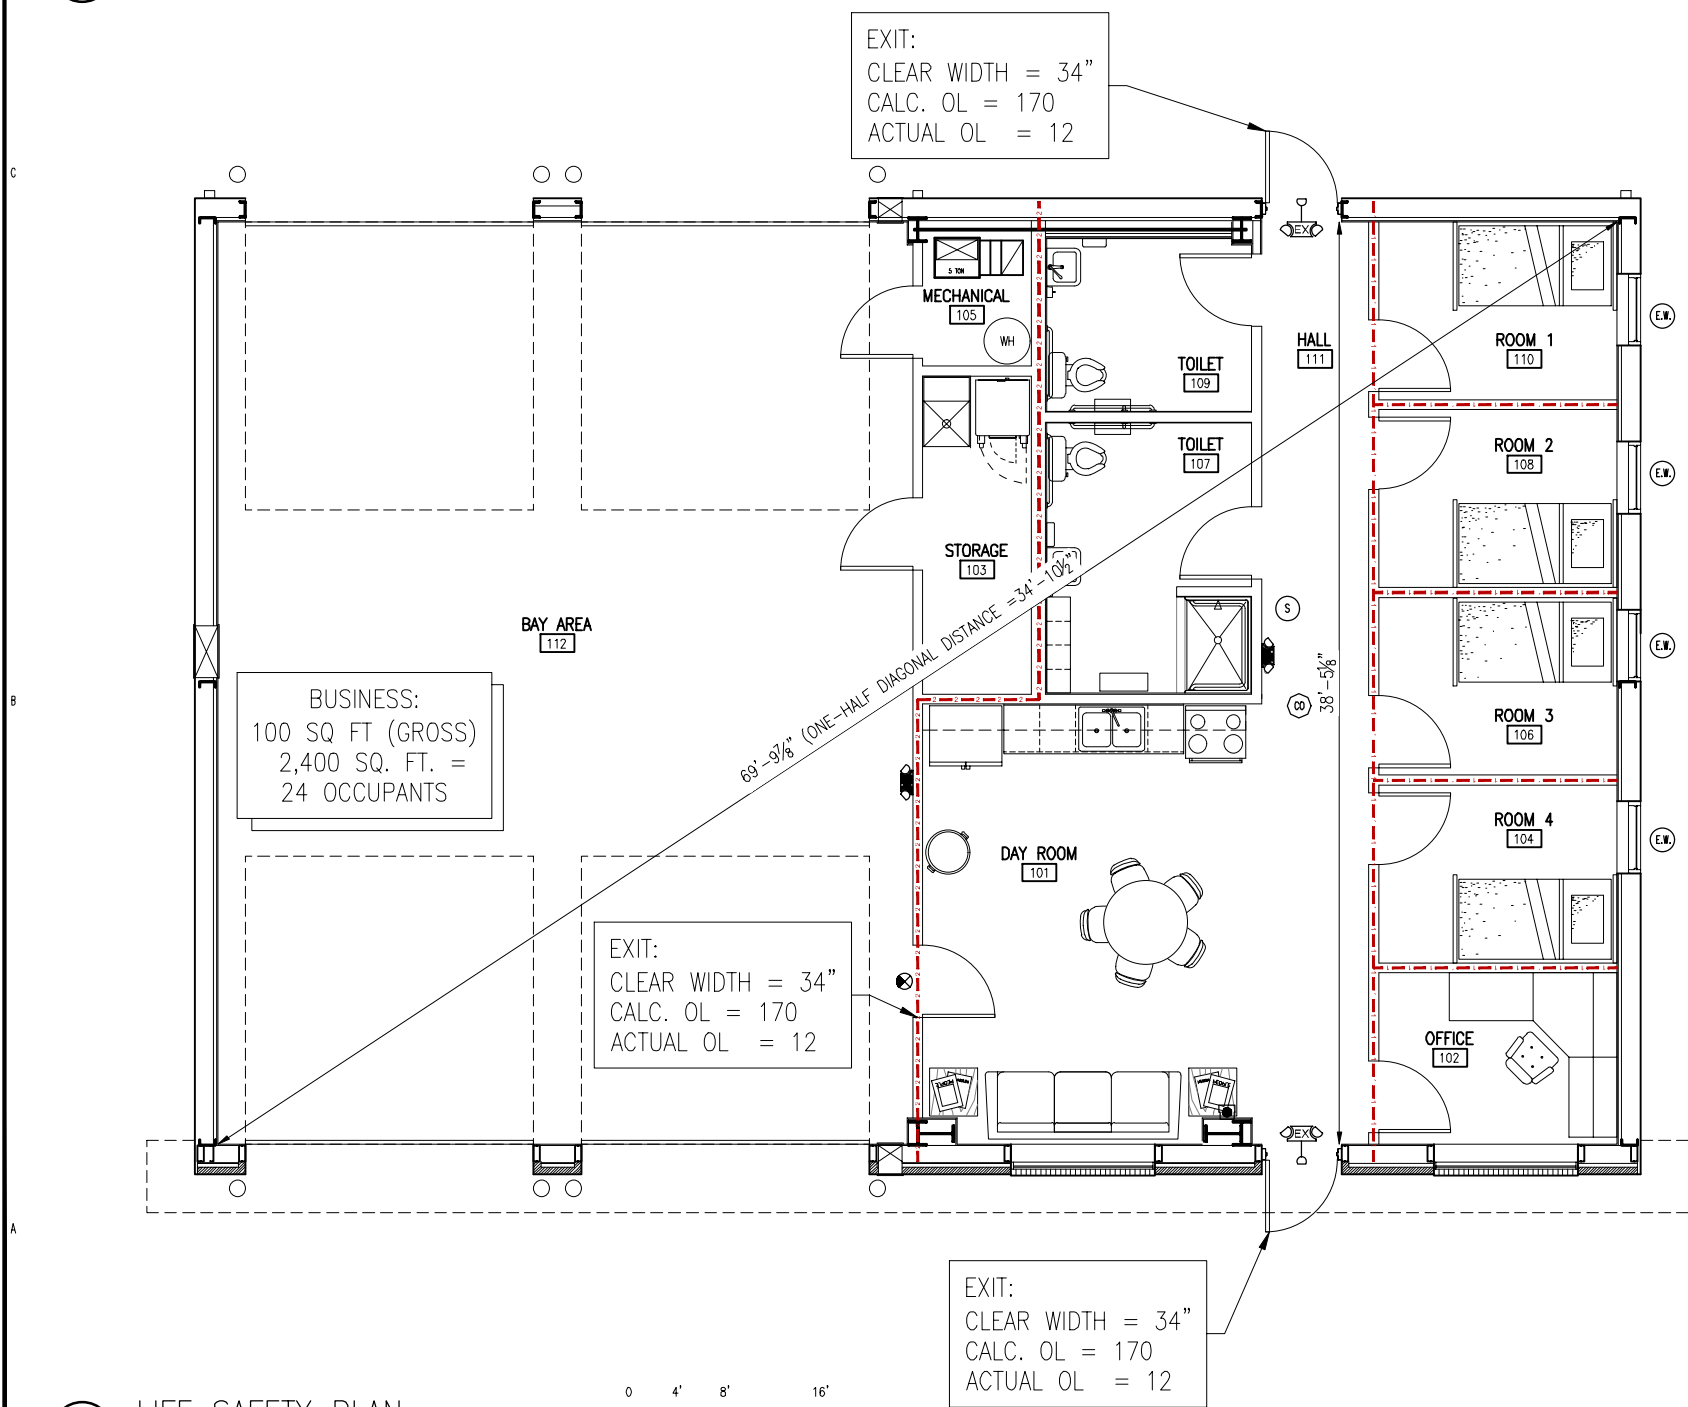 EXIT:
CLEAR WIDTH = 34"
CALC. OL = 170
ACTUAL OL = 12
C
EX
5 TON
MECHANICAL
105
WH
TOILET
109
HALL
111
ROOM 1
110
E.W.
TOILET
107
ROOM 2
108
E.W.
STORAGE
103
BAY AREA
112
S
E.W.
69'-9⅞" (ONE-HALF DIAGONAL DISTANCE =34'-10½"
38'-5⅛"
CO
B
BUSINESS:
100 SQ FT (GROSS)
2,400 SQ. FT. =
24 OCCUPANTS
ROOM 3
106
ROOM 4
104
E.W.
DAY ROOM
101
EXIT:
CLEAR WIDTH = 34"
CALC. OL = 170
ACTUAL OL = 12
OFFICE
102
EX
A
EXIT:
CLEAR WIDTH = 34"
CALC. OL = 170
ACTUAL OL = 12
0 4' 8' 16'
LIFE SAFETY PLAN